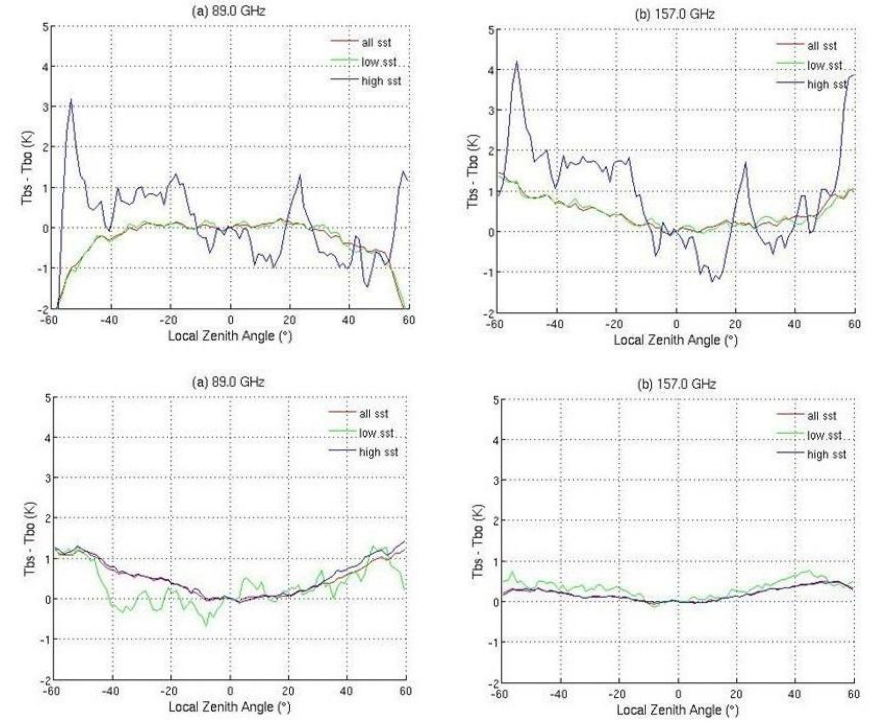 (a) 89.0 GHz
5
4
3
2
1
0
-1
-2
-60 -40 -20 0 20 40 60
Tbs - Tbo (K)
Local Zenith Angle (°)
all sst
low sst
high sst
(b) 157.0 GHz
5
4
3
2
1
0
-1
-2
-60 -40 -20 0 20 40 60
Tbs - Tbo (K)
Local Zenith Angle (°)
all sst
low sst
high sst
(a) 89.0 GHz
5
4
3
2
1
0
-1
-2
-60 -40 -20 0 20 40 60
Tbs - Tbo (K)
Local Zenith Angle (°)
all sst
low sst
high sst
(b) 157.0 GHz
5
4
3
2
1
0
-1
-2
-60 -40 -20 0 20 40 60
Tbs - Tbo (K)
Local Zenith Angle (°)
all sst
low sst
high sst